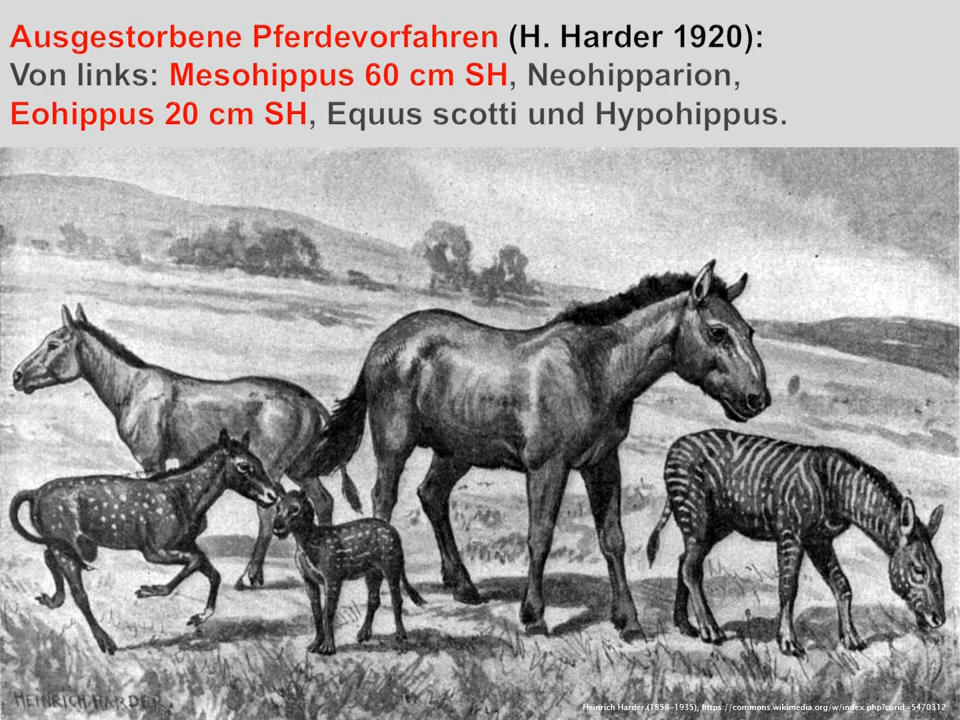 Ausgestorbene Pferdevorfahren (H. Harder 1920):
Von links: Mesohippus 60 cm SH, Neohipparion,
Eohippus 20 cm SH, Equus scotti und Hypohippus.
HEINRICH HARDER
Heinrich Harder (1858-1935), https://commons.wikimedia.org/w/index.php?curid=5470312